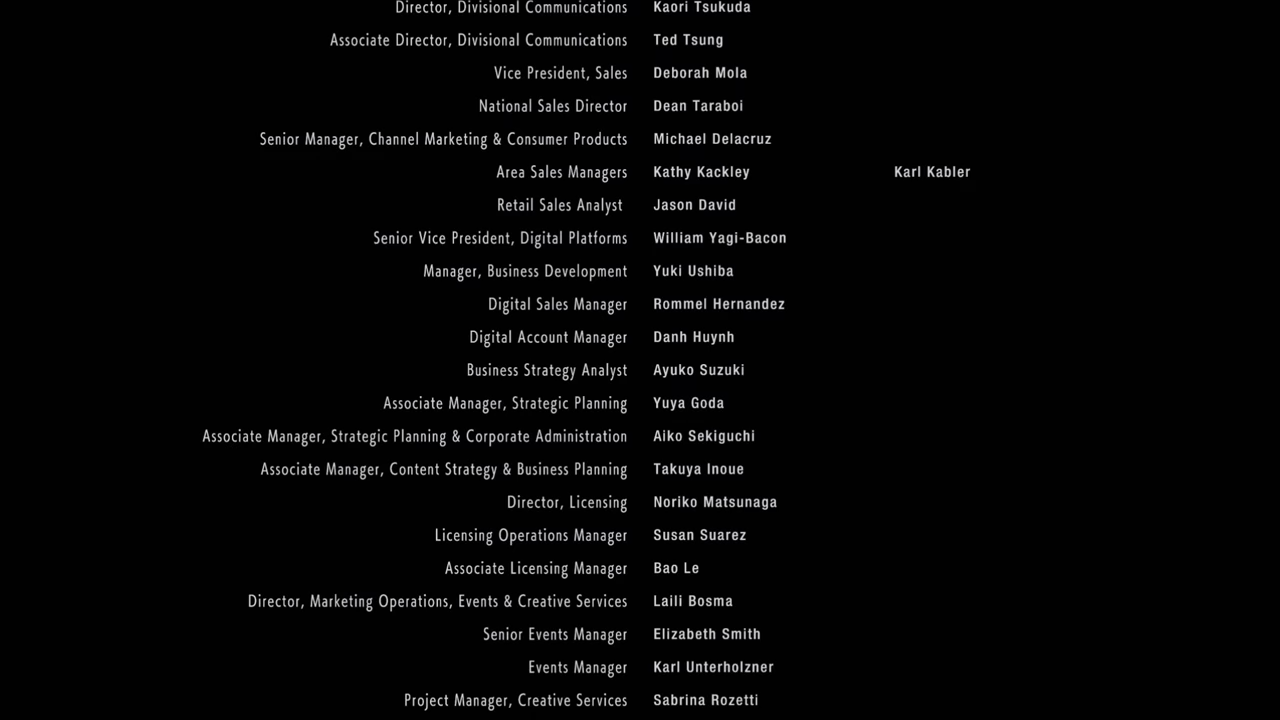 Director, Divisional Communications Kaori Tsukuda
Associate Director, Divisional Communications Ted Tsung
Vice President, Sales Deborah Mola
National Sales Director Dean Taraboi
Senior Manager, Channel Marketing & Consumer Products Michael Delacruz
Area Sales Managers Kathy Kackley Karl Kabler
Retail Sales Analyst Jason David
Senior Vice President, Digital Platforms William Yagi-Bacon
Manager, Business Development Yuki Ushiba
Digital Sales Manager Rommel Hernandez
Digital Account Manager Danh Huynh
Business Strategy Analyst Ayuko Suzuki
Associate Manager, Strategic Planning Yuya Goda
Associate Manager, Strategic Planning & Corporate Administration Aiko Sekiguchi
Associate Manager, Content Strategy & Business Planning Takuya Inoue
Director, Licensing Noriko Matsunaga
Licensing Operations Manager Susan Suarez
Associate Licensing Manager Bao Le
Director, Marketing Operations, Events & Creative Services Laili Bosma
Senior Events Manager Elizabeth Smith
Events Manager Karl Unterholzner
Project Manager, Creative Services Sabrina Rozetti